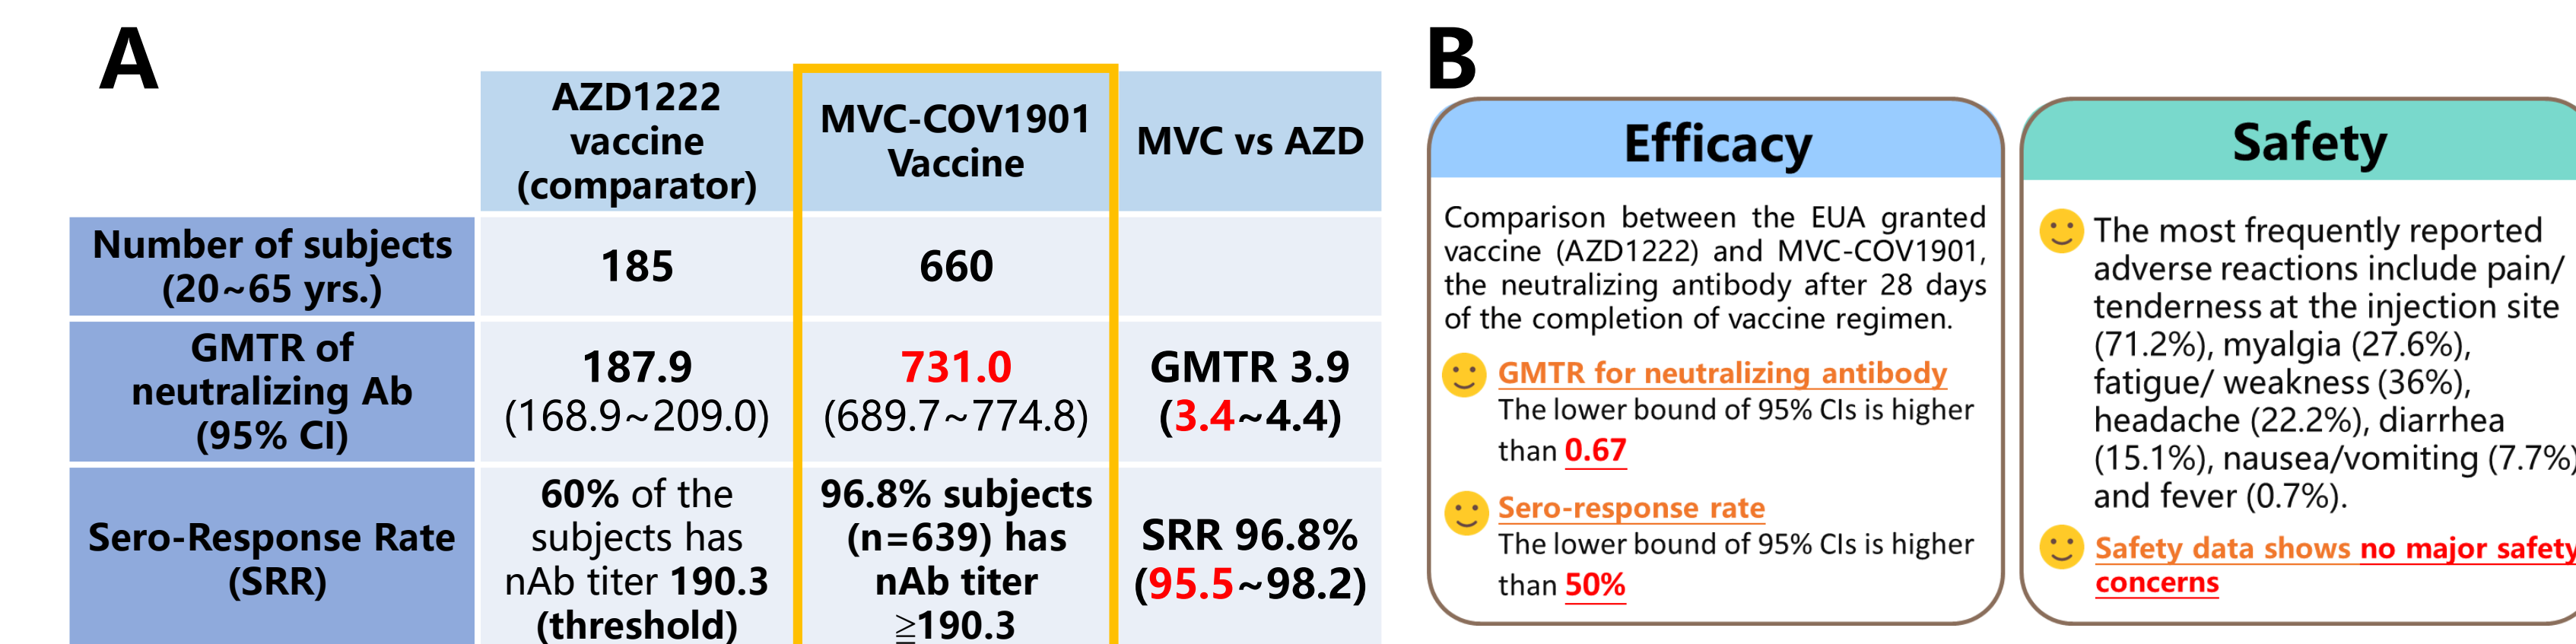 A
AZD1222
vaccine
(comparator)
MVC-COV1901
Vaccine
MVC vs AZD
Number of subjects
(20~65 yrs.)
185
660
GMTR of
neutralizing Ab
(95% CI)
187.9
(168.9~209.0)
731.0
(689.7~774.8)
GMTR 3.9
(3.4~4.4)
Sero-Response Rate
(SRR)
60% of the
subjects has
nAb titer 190.3
(threshold)
96.8% subjects
(n=639) has
nAb titer
≧190.3
SRR 96.8%
(95.5~98.2)
B
Efficacy
Comparison between the EUA granted
vaccine (AZD1222) and MVC-COV1901,
the neutralizing antibody after 28 days
of the completion of vaccine regimen.
GMTR for neutralizing antibody
The lower bound of 95% CIs is higher
than 0.67
Sero-response rate
The lower bound of 95% CIs is higher
than 50%
Safety
The most frequently reported
adverse reactions include pain/
tenderness at the injection site
(71.2%), myalgia (27.6%),
fatigue/ weakness (36%),
headache (22.2%), diarrhea
(15.1%), nausea/vomiting (7.7%)
and fever (0.7%).
Safety data shows no major safety
concerns